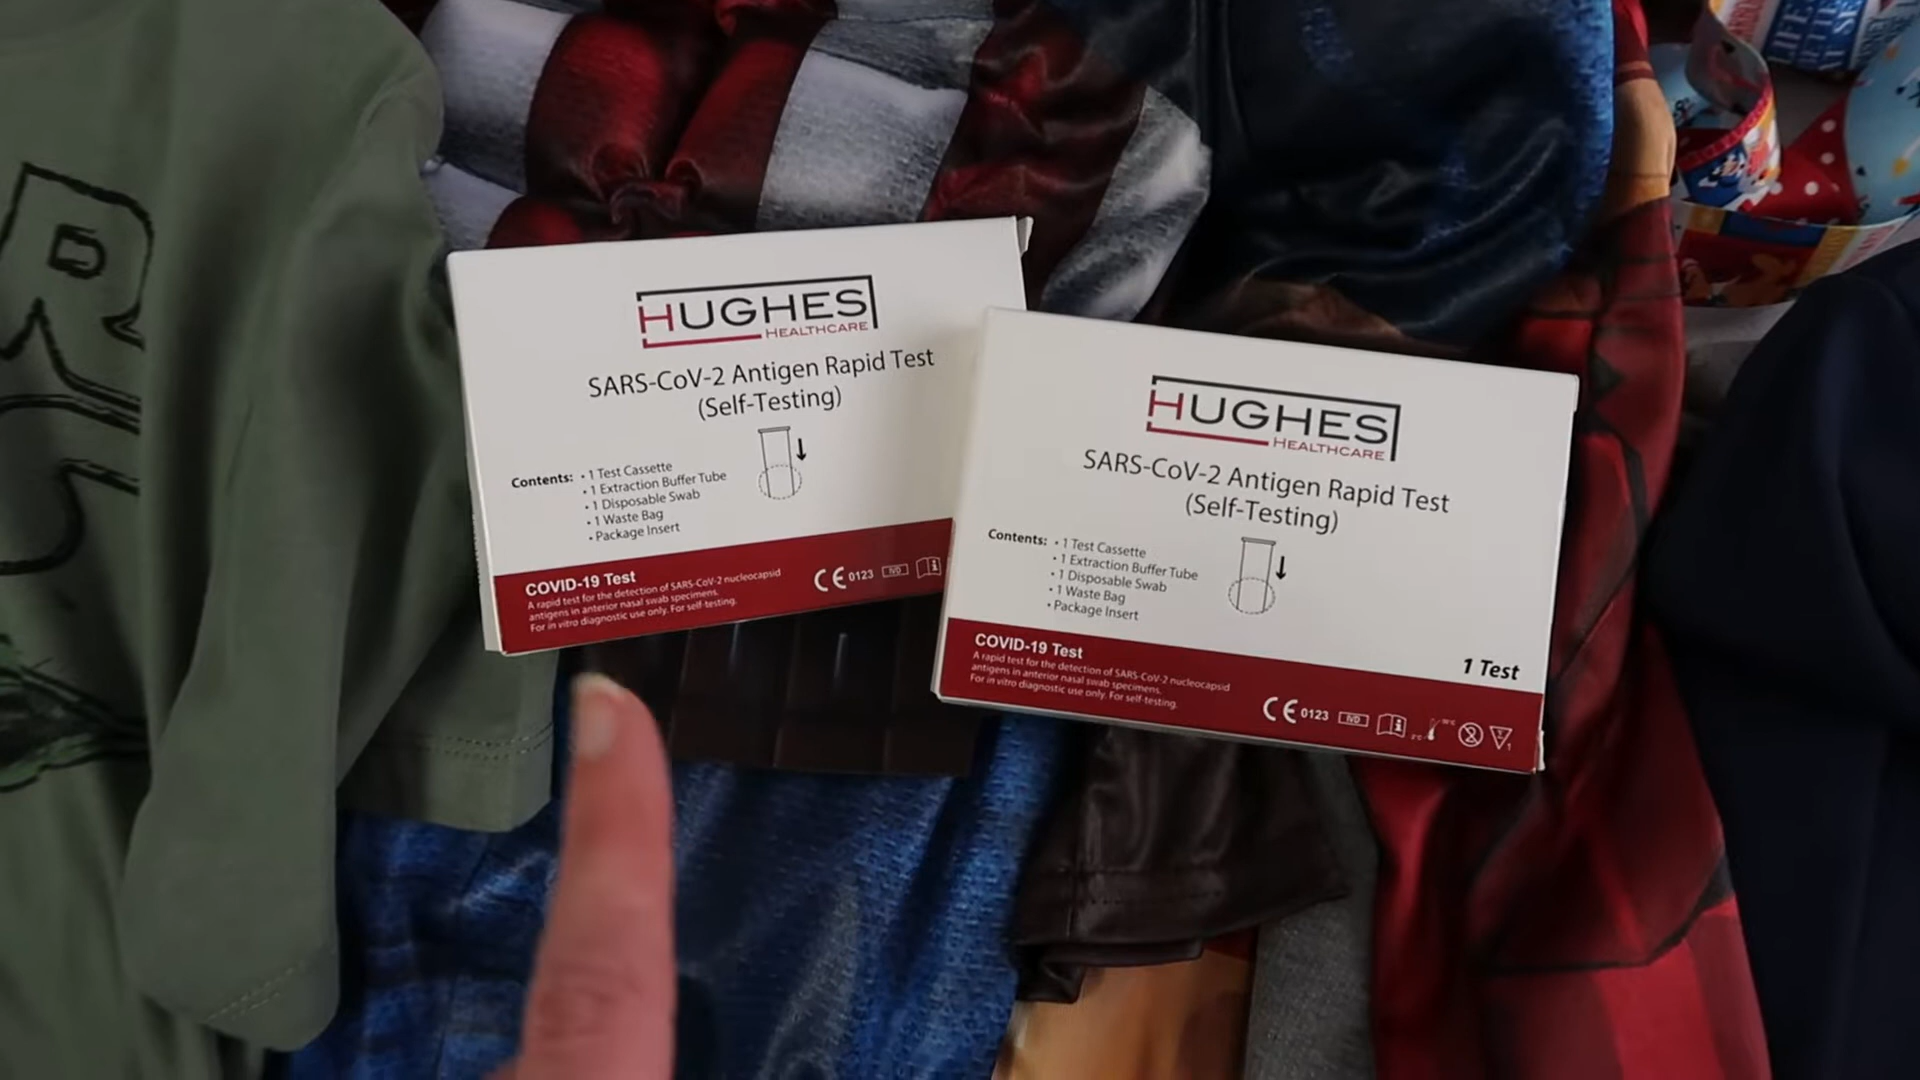 HUGHES
HEALTHCARE
SARS-CoV-2 Antigen Rapid Test
(Self-Testing)
Contents: • 1 Test Cassette
• 1 Extraction Buffer Tube
• 1 Disposable Swab
• 1 Waste Bag
• Package Insert
COVID-19 Test
A rapid test for the detection of SARS-CoV-2 nucleocapsid
antigens in anterior nasal swab specimens.
For in vitro diagnostic use only. For self-testing.
CE 0123 IVD
HUGHES
HEALTHCARE
SARS-CoV-2 Antigen Rapid Test
(Self-Testing)
Contents: • 1 Test Cassette
• 1 Extraction Buffer Tube
• 1 Disposable Swab
• 1 Waste Bag
• Package Insert
1 Test
COVID-19 Test
A rapid test for the detection of SARS-CoV-2 nucleocapsid
antigens in anterior nasal swab specimens.
For in vitro diagnostic use only. For self-testing.
CE 0123 IVD